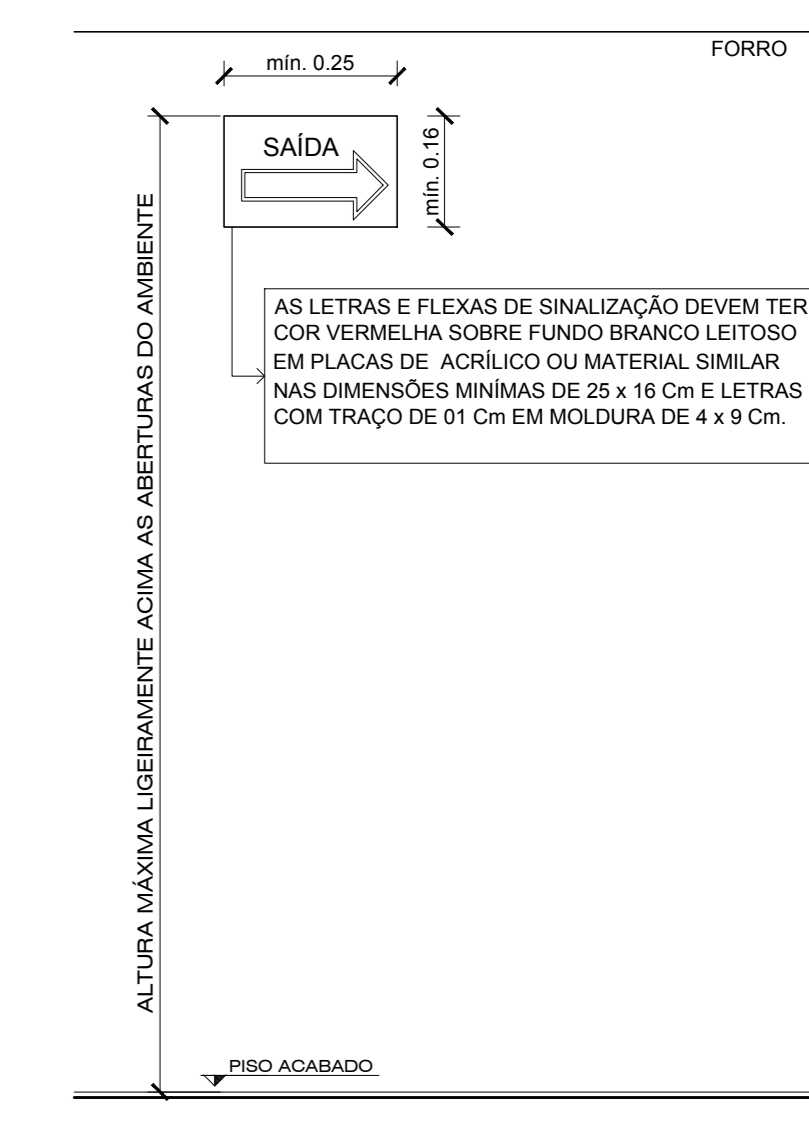 FORRO
mín. 0.25
SAÍDA
mín. 0.16
AS LETRAS E FLEXAS DE SINALIZAÇÃO DEVEM TER
COR VERMELHA SOBRE FUNDO BRANCO LEITOSO
EM PLACAS DE ACRÍLICO OU MATERIAL SIMILAR
NAS DIMENSÕES MINÍMAS DE 25 x 16 Cm E LETRAS
COM TRAÇO DE 01 Cm EM MOLDURA DE 4 x 9 Cm.
ALTURA MÁXIMA LIGEIRAMENTE ACIMA AS ABERTURAS DO AMBIENTE
PISO ACABADO